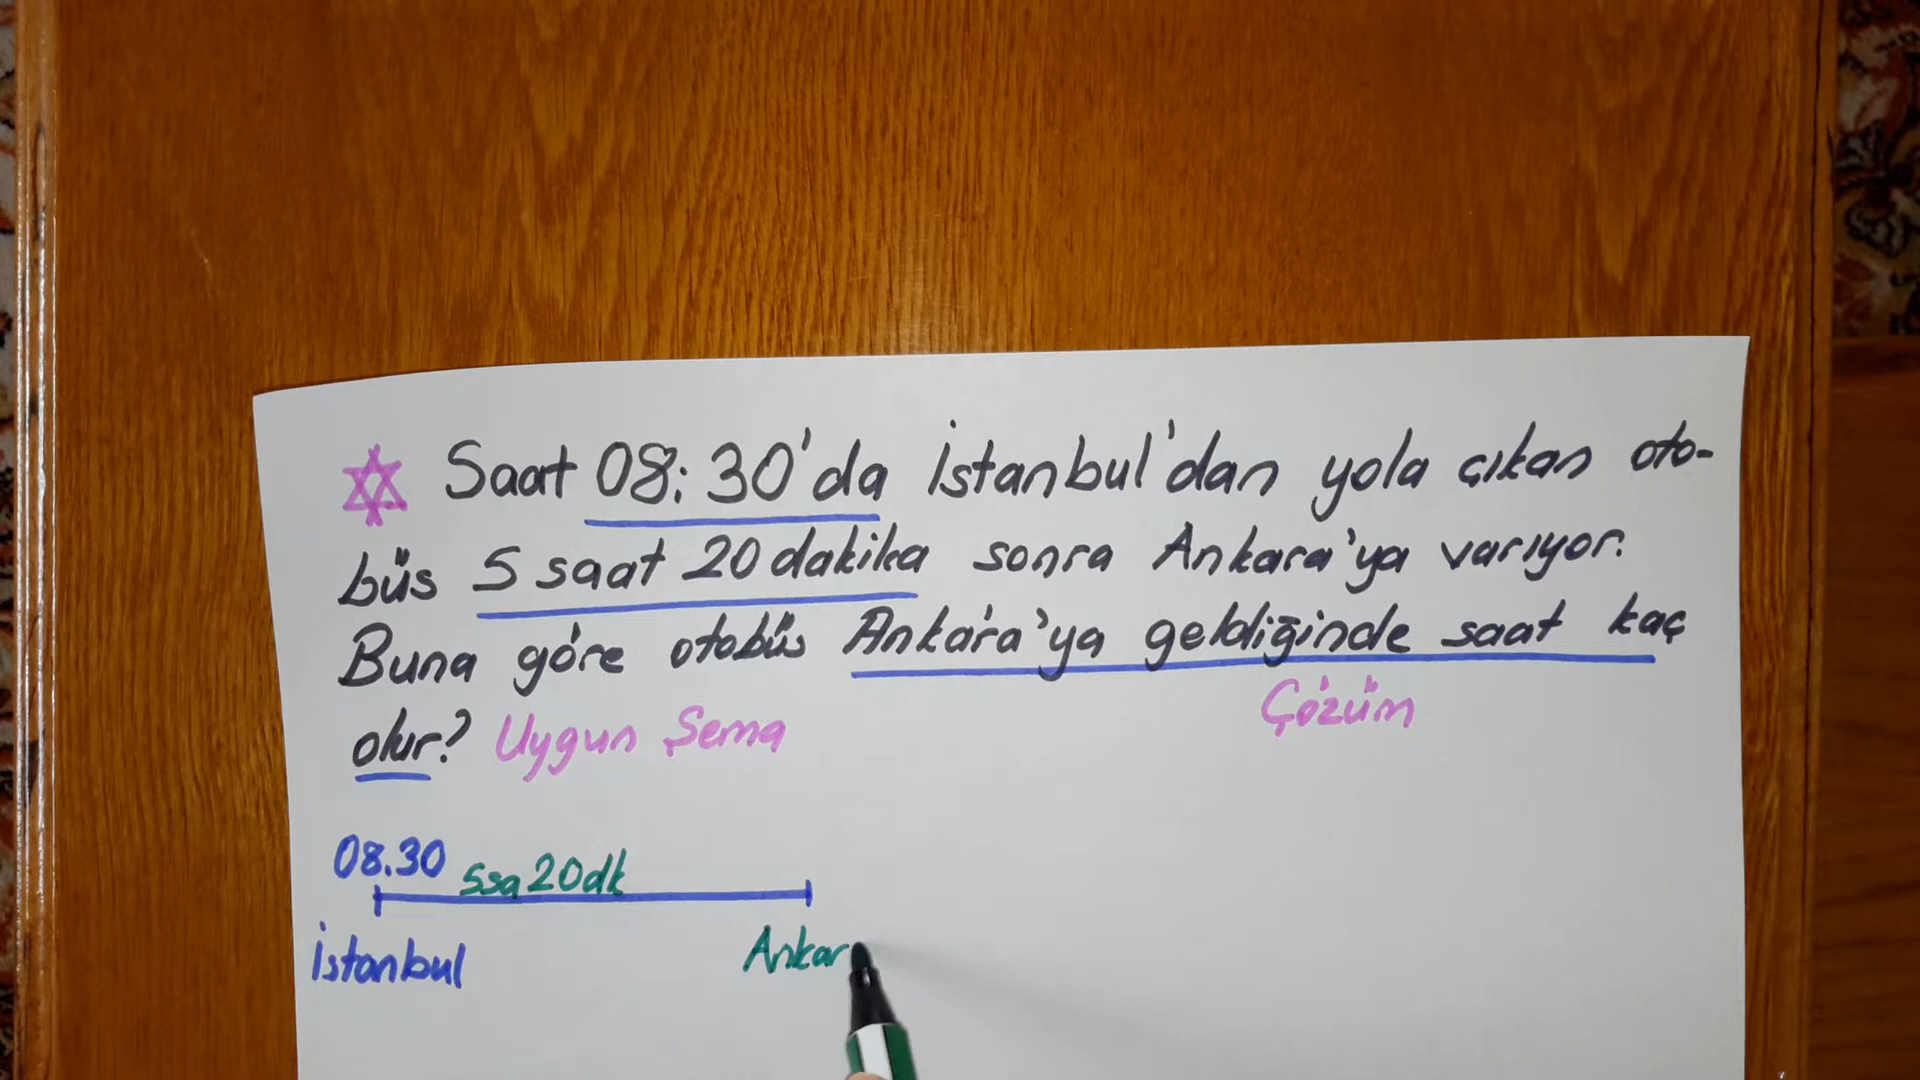 Saat 08:30'da İstanbul'dan yola çıkan oto-
büs 5 saat 20 dakika sonra Ankara'ya varıyor.
Buna göre otobüs Ankara'ya geldiğinde saat kaç
olur? Uygun Şema
Çözüm
08.30 5sa 20dk
İstanbul Ankar